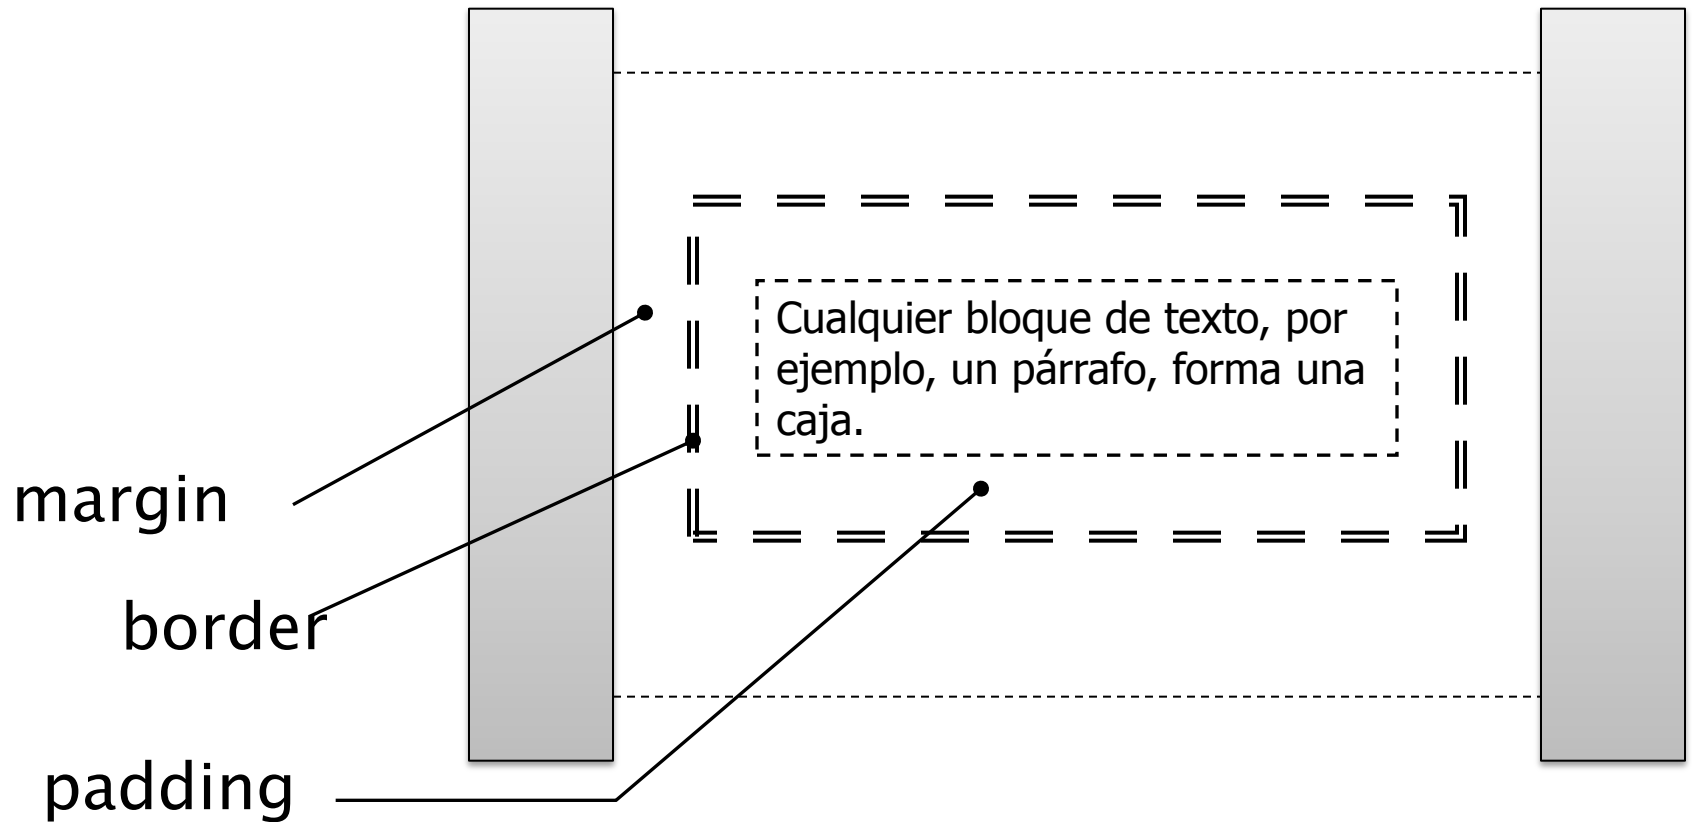 Cualquier bloque de texto, por
ejemplo, un párrafo, forma una
caja.
margin
border
padding